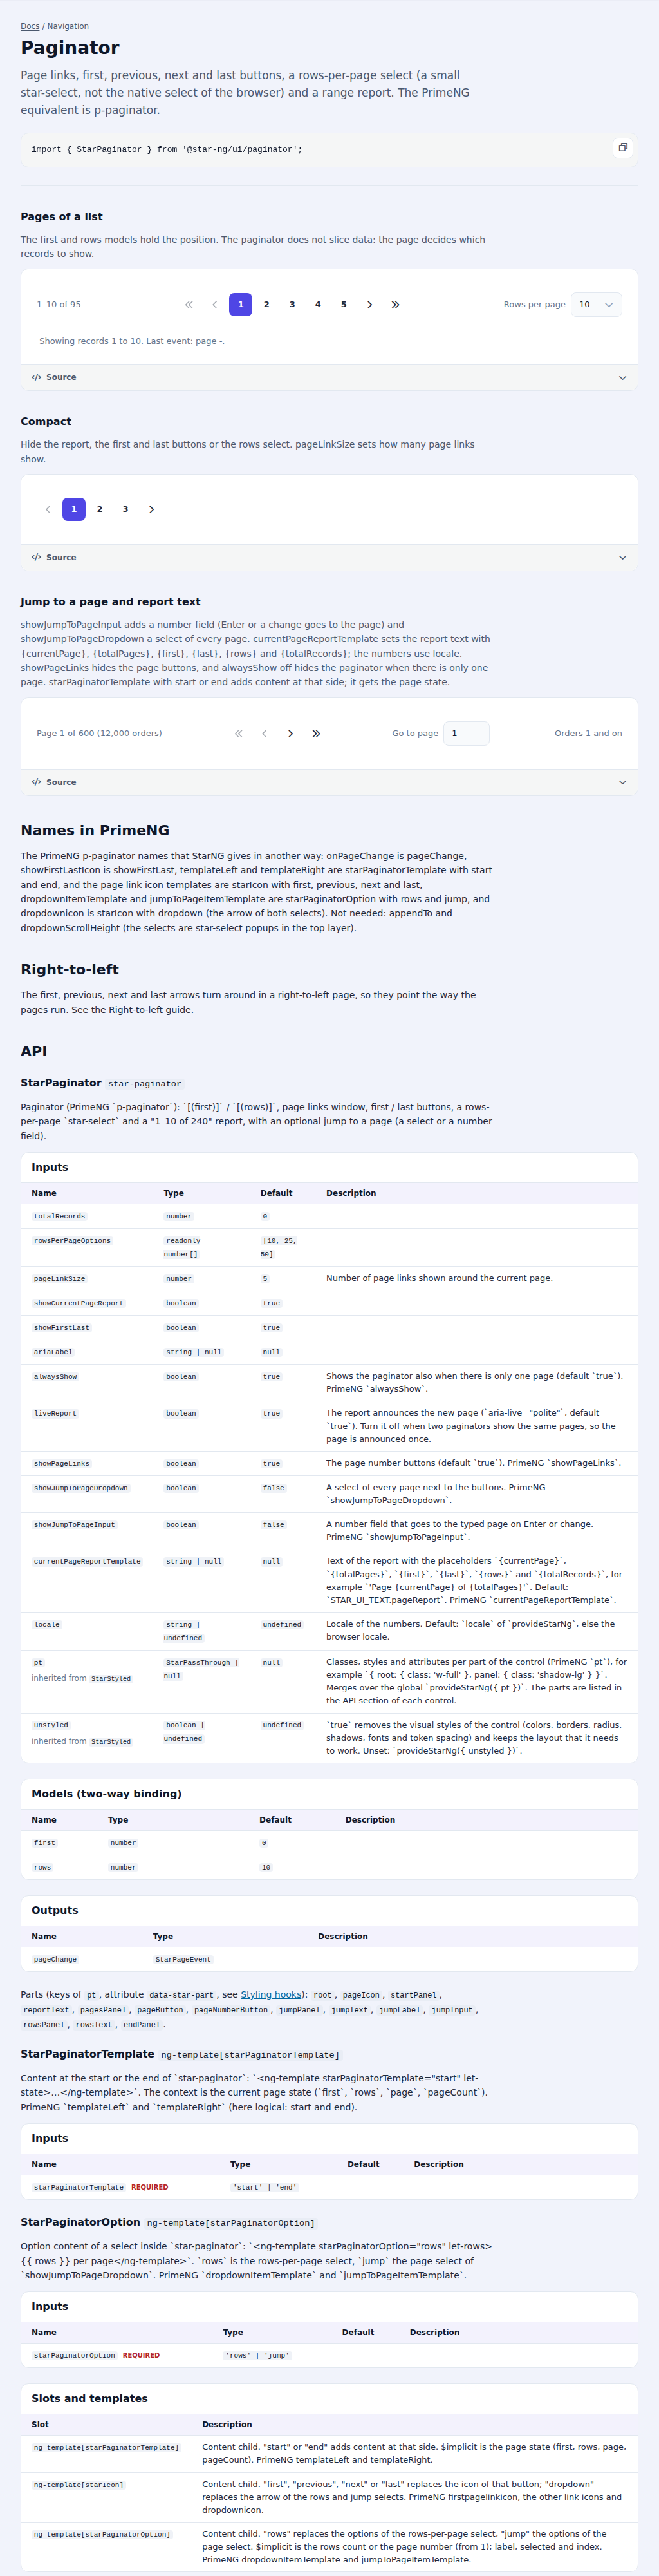 Docs / Navigation
Paginator
Page links, first, previous, next and last buttons, a rows-per-page select (a small
star-select, not the native select of the browser) and a range report. The PrimeNG
equivalent is p-paginator.
import { StarPaginator } from '@star-ng/ui/paginator';
Pages of a list
The first and rows models hold the position. The paginator does not slice data: the page decides which
records to show.
1–10 of 95 1 2 3 4 5 Rows per page 10
Showing records 1 to 10. Last event: page -.
Source
Compact
Hide the report, the first and last buttons or the rows select. pageLinkSize sets how many page links
show.
1 2 3
Source
Jump to a page and report text
showJumpToPageInput adds a number field (Enter or a change goes to the page) and
showJumpToPageDropdown a select of every page. currentPageReportTemplate sets the report text with
{currentPage}, {totalPages}, {first}, {last}, {rows} and {totalRecords}; the numbers use locale.
showPageLinks hides the page buttons, and alwaysShow off hides the paginator when there is only one
page. starPaginatorTemplate with start or end adds content at that side; it gets the page state.
Page 1 of 600 (12,000 orders) Go to page 1 Orders 1 and on
Source
Names in PrimeNG
The PrimeNG p-paginator names that StarNG gives in another way: onPageChange is pageChange,
showFirstLastIcon is showFirstLast, templateLeft and templateRight are starPaginatorTemplate with start
and end, and the page link icon templates are starIcon with first, previous, next and last,
dropdownItemTemplate and jumpToPageItemTemplate are starPaginatorOption with rows and jump, and
dropdownicon is starIcon with dropdown (the arrow of both selects). Not needed: appendTo and
dropdownScrollHeight (the selects are star-select popups in the top layer).
Right-to-left
The first, previous, next and last arrows turn around in a right-to-left page, so they point the way the
pages run. See the Right-to-left guide.
API
StarPaginator star-paginator
Paginator (PrimeNG `p-paginator`): `[(first)]` / `[(rows)]`, page links window, first / last buttons, a rows-
per-page `star-select` and a "1–10 of 240" report, with an optional jump to a page (a select or a number
field).
Inputs
Name Type Default Description
totalRecords number 0
rowsPerPageOptions readonly number[] [10, 25, 50]
pageLinkSize number 5 Number of page links shown around the current page.
showCurrentPageReport boolean true
showFirstLast boolean true
ariaLabel string | null null
alwaysShow boolean true Shows the paginator also when there is only one page (default `true`).
PrimeNG `alwaysShow`.
liveReport boolean true The report announces the new page (`aria-live="polite"`, default
`true`). Turn it off when two paginators show the same pages, so the
page is announced once.
showPageLinks boolean true The page number buttons (default `true`). PrimeNG `showPageLinks`.
showJumpToPageDropdown boolean false A select of every page next to the buttons. PrimeNG
`showJumpToPageDropdown`.
showJumpToPageInput boolean false A number field that goes to the typed page on Enter or change.
PrimeNG `showJumpToPageInput`.
currentPageReportTemplate string | null null Text of the report with the placeholders `{currentPage}`,
`{totalPages}`, `{first}`, `{last}`, `{rows}` and `{totalRecords}`, for
example `'Page {currentPage} of {totalPages}'`. Default:
`STAR_UI_TEXT.pageReport`. PrimeNG `currentPageReportTemplate`.
locale string | undefined undefined Locale of the numbers. Default: `locale` of `provideStarNg`, else the
browser locale.
pt StarPassThrough | null null Classes, styles and attributes per part of the control (PrimeNG `pt`), for
inherited from StarStyled example `{ root: { class: 'w-full' }, panel: { class: 'shadow-lg' } }`.
Merges over the global `provideStarNg({ pt })`. The parts are listed in
the API section of each control.
unstyled boolean | undefined undefined `true` removes the visual styles of the control (colors, borders, radius,
inherited from StarStyled shadows, fonts and token spacing) and keeps the layout that it needs
to work. Unset: `provideStarNg({ unstyled })`.
Models (two-way binding)
Name Type Default Description
first number 0
rows number 10
Outputs
Name Type Description
pageChange StarPageEvent
Parts (keys of pt, attribute data-star-part, see Styling hooks): root, pageIcon, startPanel,
reportText, pagesPanel, pageButton, pageNumberButton, jumpPanel, jumpText, jumpLabel, jumpInput,
rowsPanel, rowsText, endPanel.
StarPaginatorTemplate ng-template[starPaginatorTemplate]
Content at the start or the end of `star-paginator`: `<ng-template starPaginatorTemplate="start" let-
state>…</ng-template>`. The context is the current page state (`first`, `rows`, `page`, `pageCount`).
PrimeNG `templateLeft` and `templateRight` (here logical: start and end).
Inputs
Name Type Default Description
starPaginatorTemplate REQUIRED 'start' | 'end'
StarPaginatorOption ng-template[starPaginatorOption]
Option content of a select inside `star-paginator`: `<ng-template starPaginatorOption="rows" let-rows>
{{ rows }} per page</ng-template>`. `rows` is the rows-per-page select, `jump` the page select of
`showJumpToPageDropdown`. PrimeNG `dropdownItemTemplate` and `jumpToPageItemTemplate`.
Inputs
Name Type Default Description
starPaginatorOption REQUIRED 'rows' | 'jump'
Slots and templates
Slot Description
ng-template[starPaginatorTemplate] Content child. "start" or "end" adds content at that side. $implicit is the page state (first, rows, page,
pageCount). PrimeNG templateLeft and templateRight.
ng-template[starIcon] Content child. "first", "previous", "next" or "last" replaces the icon of that button; "dropdown"
replaces the arrow of the rows and jump selects. PrimeNG firstpagelinkicon, the other link icons and
dropdownicon.
ng-template[starPaginatorOption] Content child. "rows" replaces the options of the rows-per-page select, "jump" the options of the
page select. $implicit is the rows count or the page number (from 1); label, selected and index.
PrimeNG dropdownItemTemplate and jumpToPageItemTemplate.